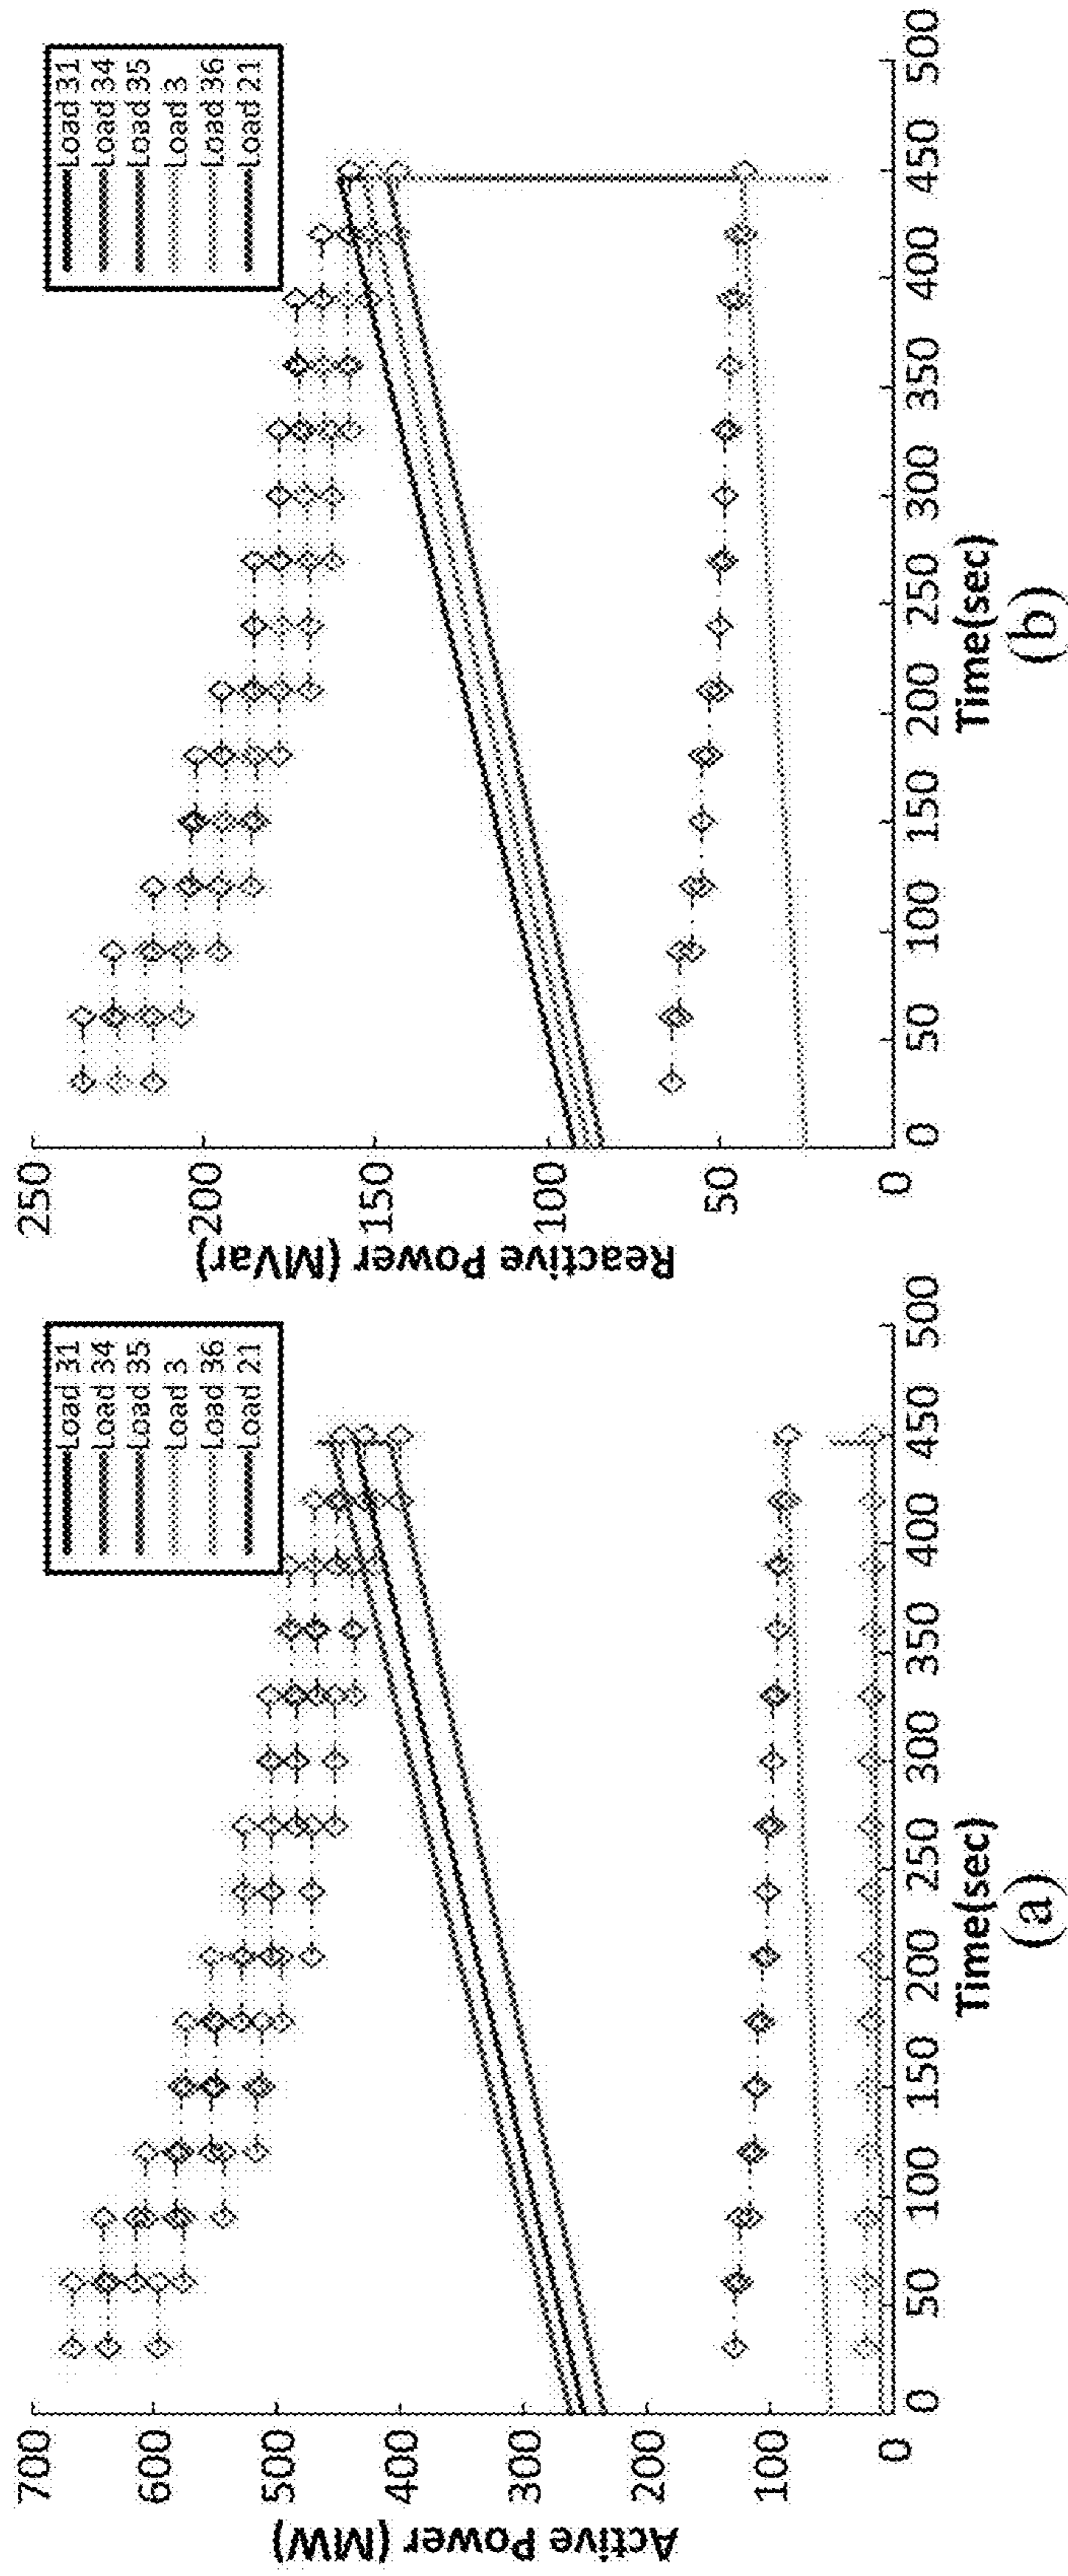 Active Power (MW)
700
600
500
400
300
200
100
0
0 50 100 150 200 250 300 350 400 450 500
Time(sec)
(a)
Load 31
Load 34
Load 35
Load 3
Load 36
Load 21
Reactive Power (MVar)
250
200
150
100
50
0
0 50 100 150 200 250 300 350 400 450 500
Time(sec)
(b)
Load 31
Load 34
Load 35
Load 3
Load 36
Load 21